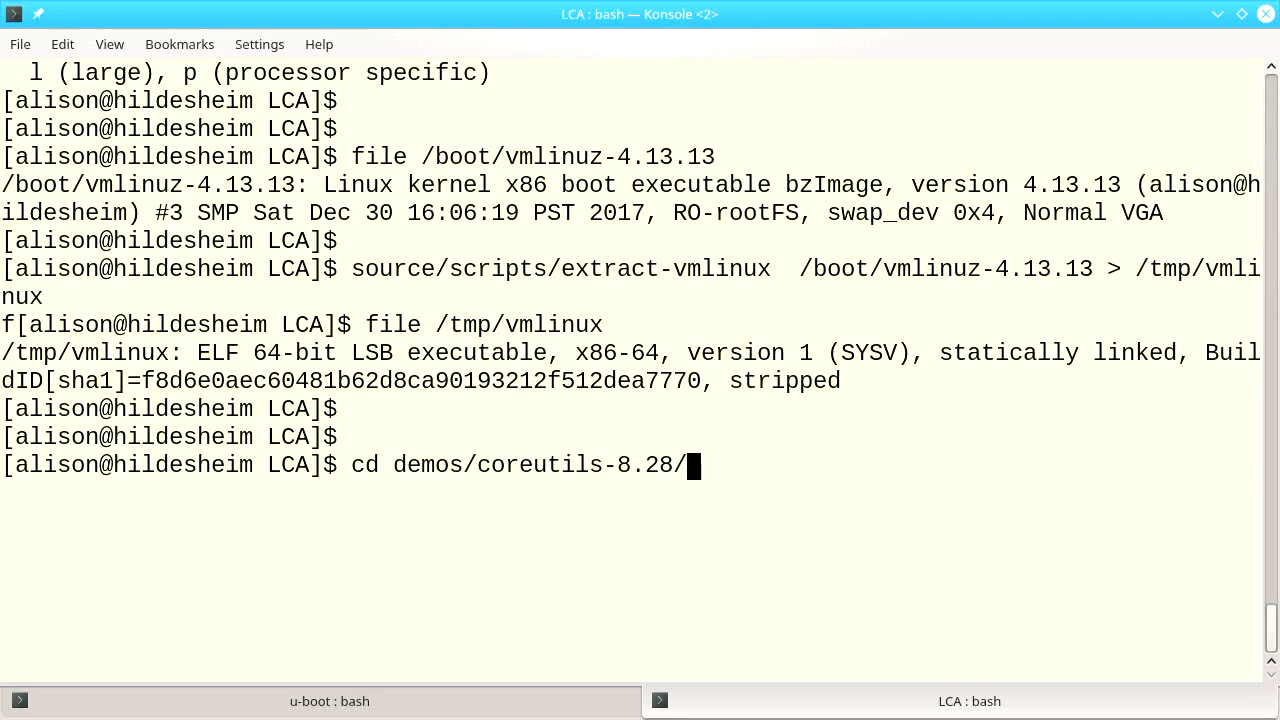 LCA : bash — Konsole <2>
File Edit View Bookmarks Settings Help
  l (large), p (processor specific)
[alison@hildesheim LCA]$
[alison@hildesheim LCA]$
[alison@hildesheim LCA]$ file /boot/vmlinuz-4.13.13
/boot/vmlinuz-4.13.13: Linux kernel x86 boot executable bzImage, version 4.13.13 (alison@h
ildesheim) #3 SMP Sat Dec 30 16:06:19 PST 2017, RO-rootFS, swap_dev 0x4, Normal VGA
[alison@hildesheim LCA]$
[alison@hildesheim LCA]$ source/scripts/extract-vmlinux  /boot/vmlinuz-4.13.13 > /tmp/vmli
nux
f[alison@hildesheim LCA]$ file /tmp/vmlinux
/tmp/vmlinux: ELF 64-bit LSB executable, x86-64, version 1 (SYSV), statically linked, Buil
dID[sha1]=f8d6e0aec60481b62d8ca90193212f512dea7770, stripped
[alison@hildesheim LCA]$
[alison@hildesheim LCA]$
[alison@hildesheim LCA]$ cd demos/coreutils-8.28/
u-boot : bash
LCA : bash